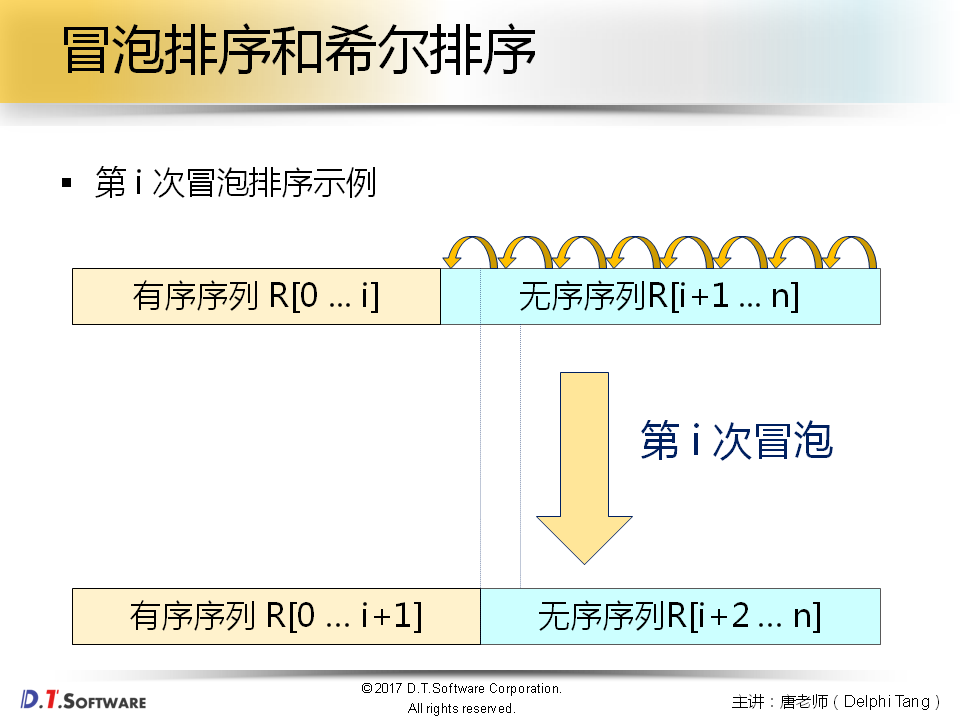 冒泡排序和希尔排序
第 i 次冒泡排序示例
有序序列 R[0 ... i]
无序序列R[i+1 ... n]
第 i 次冒泡
有序序列 R[0 ... i+1]
无序序列R[i+2 ... n]
D.T.SOFTWARE
©2017 D.T.Software Corporation.
All rights reserved.
主讲：唐老师（Delphi Tang）